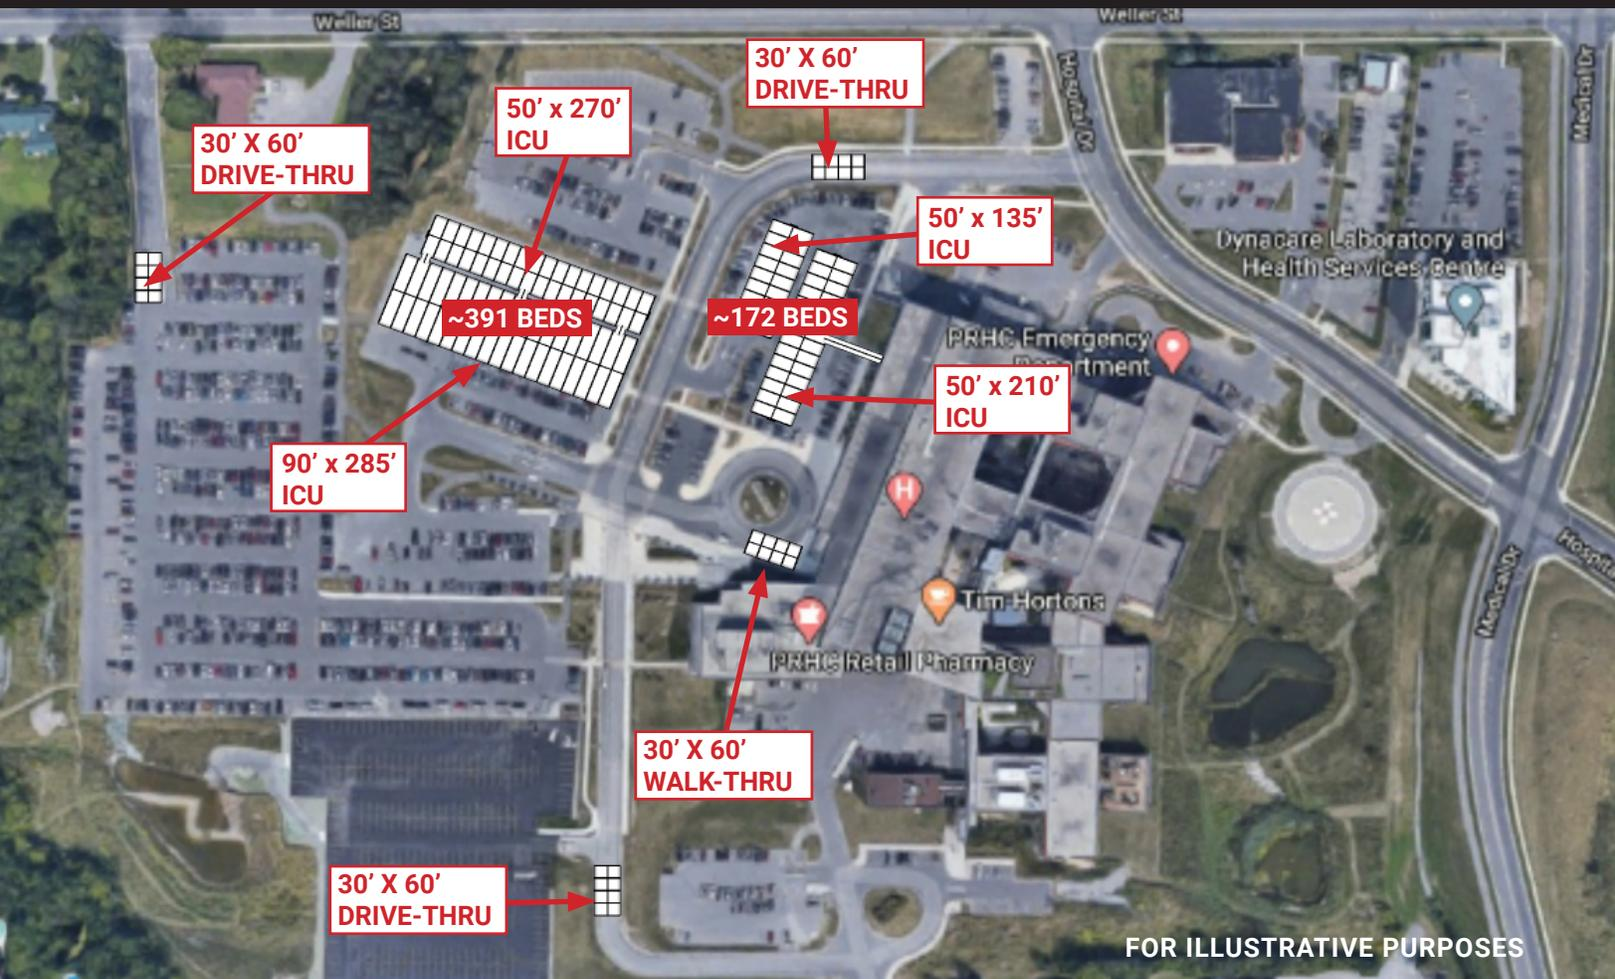 Weller St
Weller St
30’ X 60’
DRIVE-THRU
50’ x 270’
ICU
30’ X 60’
DRIVE-THRU
Hospital Dr
Medical Dr
50’ x 135’
ICU
Dynacare Laboratory and
Health Services Centre
~391 BEDS
~172 BEDS
PRHC Emergency
50’ x 210’
ICU
90’ x 285’
ICU
H
Medical Dr
Tim Hortons
PRHC Retail Pharmacy
30’ X 60’
WALK-THRU
30’ X 60’
DRIVE-THRU
FOR ILLUSTRATIVE PURPOSES